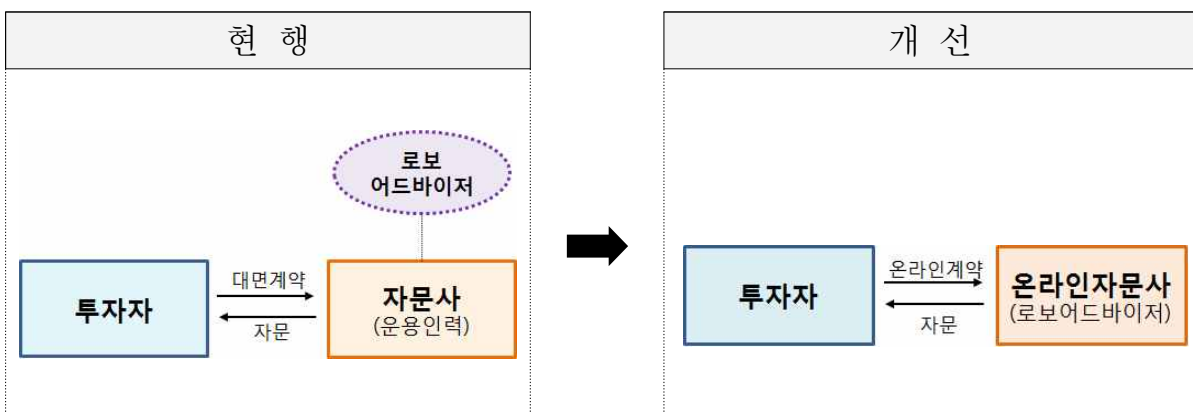 현 행
로보
어드바이저
투자자
대면계약
자문
자문사
(운용인력)
개 선
투자자
온라인계약
자문
온라인자문사
(로보어드바이저)